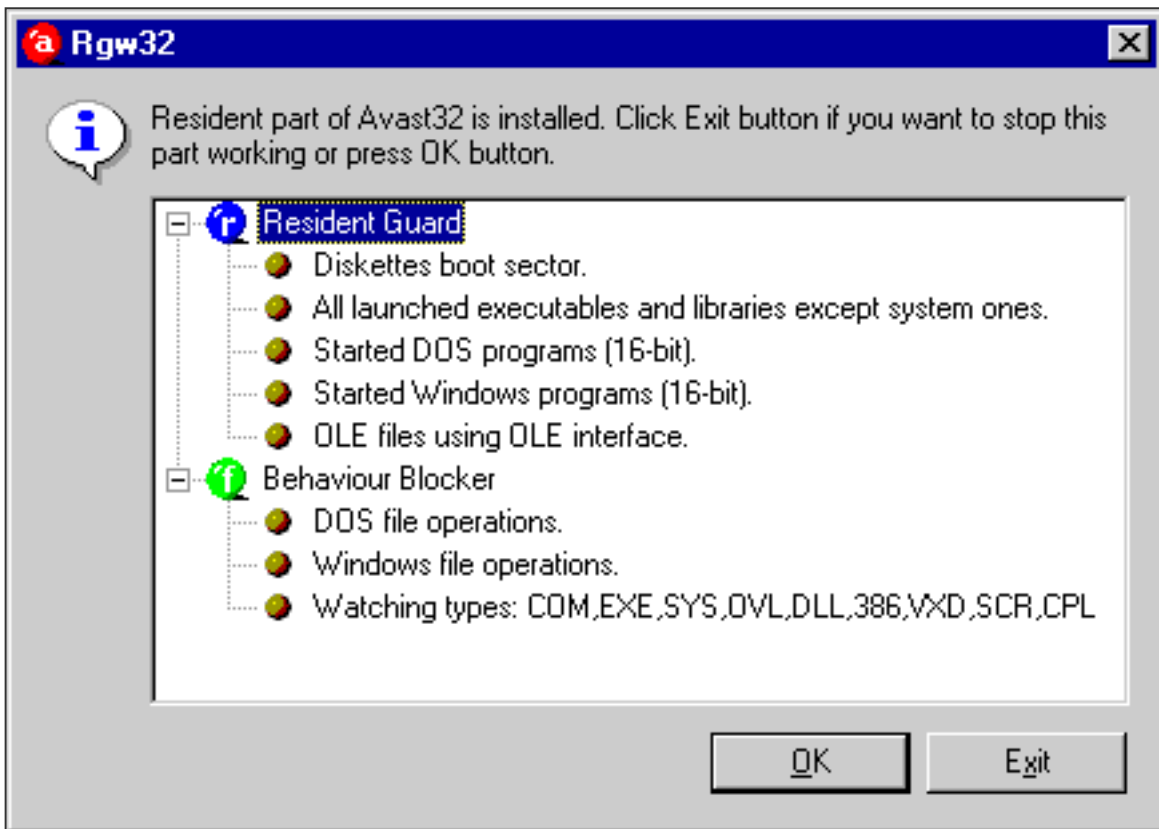 Rgw32
Resident part of Avast32 is installed. Click Exit button if you want to stop this
part working or press OK button.
Resident Guard
Diskettes boot sector.
All launched executables and libraries except system ones.
Started DOS programs (16-bit).
Started Windows programs (16-bit).
OLE files using OLE interface.
Behaviour Blocker
DOS file operations.
Windows file operations.
Watching types: COM,EXE,SYS,OVL,DLL,386,VXD,SCR,CPL
OK
Exit